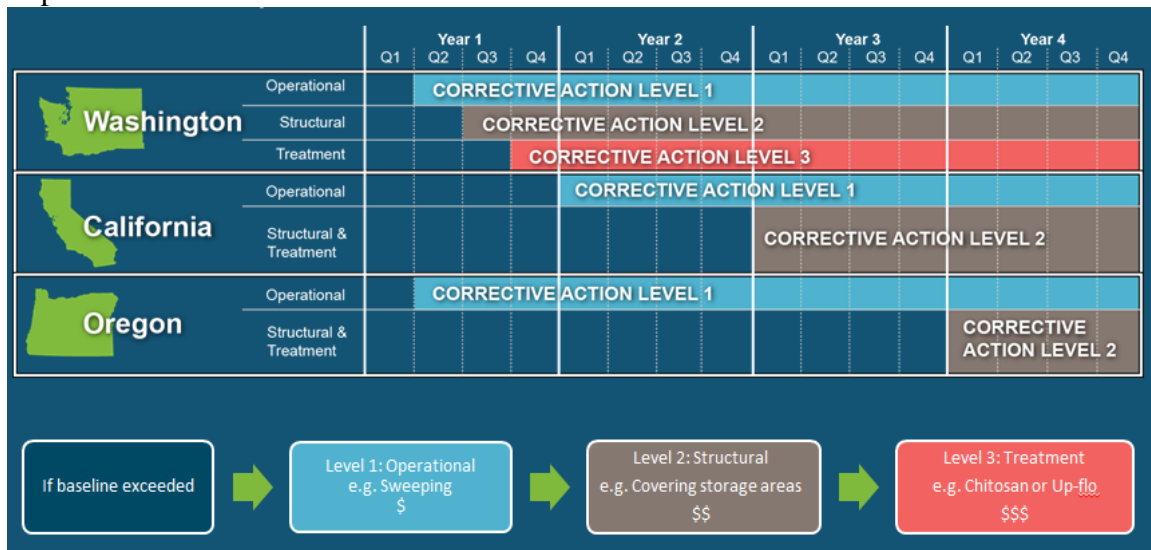 Year 1 Year 2 Year 3 Year 4
Q1 Q2 Q3 Q4 Q1 Q2 Q3 Q4 Q1 Q2 Q3 Q4 Q1 Q2 Q3 Q4
Washington
Operational CORRECTIVE ACTION LEVEL 1
Structural CORRECTIVE ACTION LEVEL 2
Treatment CORRECTIVE ACTION LEVEL 3
California
Operational CORRECTIVE ACTION LEVEL 1
Structural &
Treatment
CORRECTIVE ACTION LEVEL 2
Oregon
Operational CORRECTIVE ACTION LEVEL 1
Structural &
Treatment
CORRECTIVE
ACTION LEVEL 2
If baseline exceeded
Level 1: Operational
e.g. Sweeping
$
Level 2: Structural
e.g. Covering storage areas
$$
Level 3: Treatment
e.g. Chitosan or Up-flo
$$$